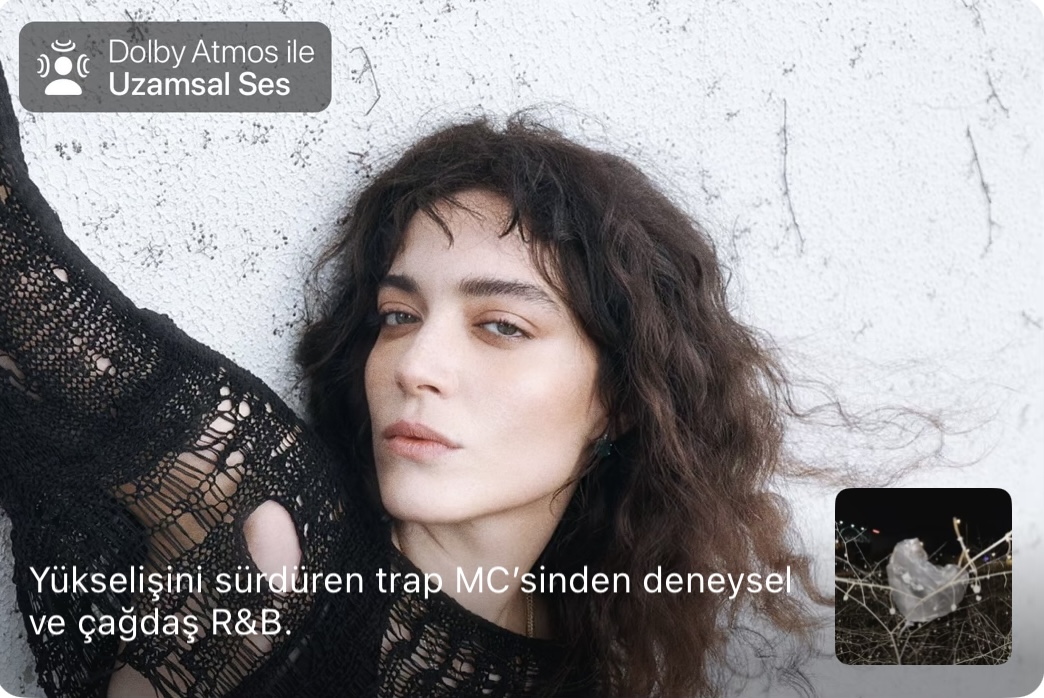 Dolby Atmos ile
Uzamsal Ses
Yükselişini sürdüren trap MC’sinden deneysel
ve çağdaş R&B.